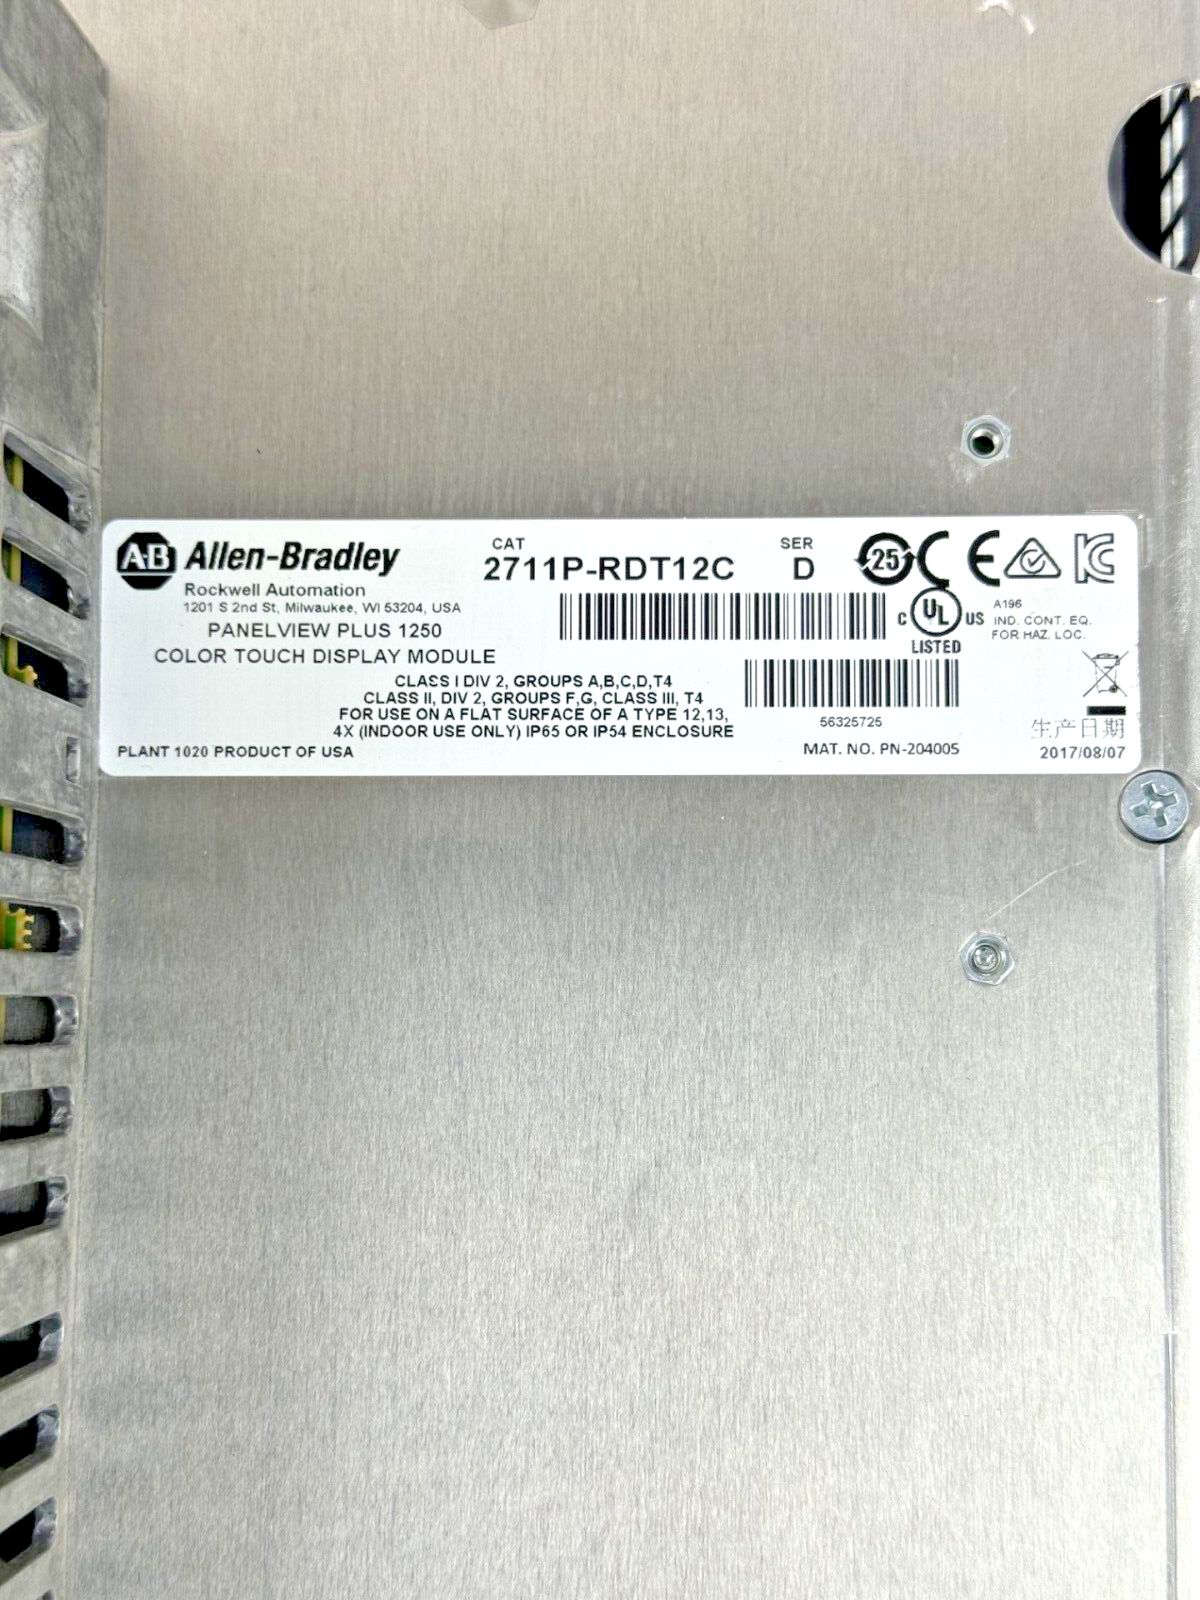 A·B Allen-Bradley
Rockwell Automation
1201 S 2nd St, Milwaukee, WI 53204, USA
PANELVIEW PLUS 1250
COLOR TOUCH DISPLAY MODULE
CAT
2711P-RDT12C
SER
D
25
C UL US
LISTED
A196
IND. CONT. EQ.
FOR HAZ. LOC.
CLASS I DIV 2, GROUPS A,B,C,D,T4
CLASS II, DIV 2, GROUPS F,G, CLASS III, T4
FOR USE ON A FLAT SURFACE OF A TYPE 12,13,
4X (INDOOR USE ONLY) IP65 OR IP54 ENCLOSURE
56325725
生产日期
PLANT 1020 PRODUCT OF USA
MAT. NO. PN-204005
2017/08/07